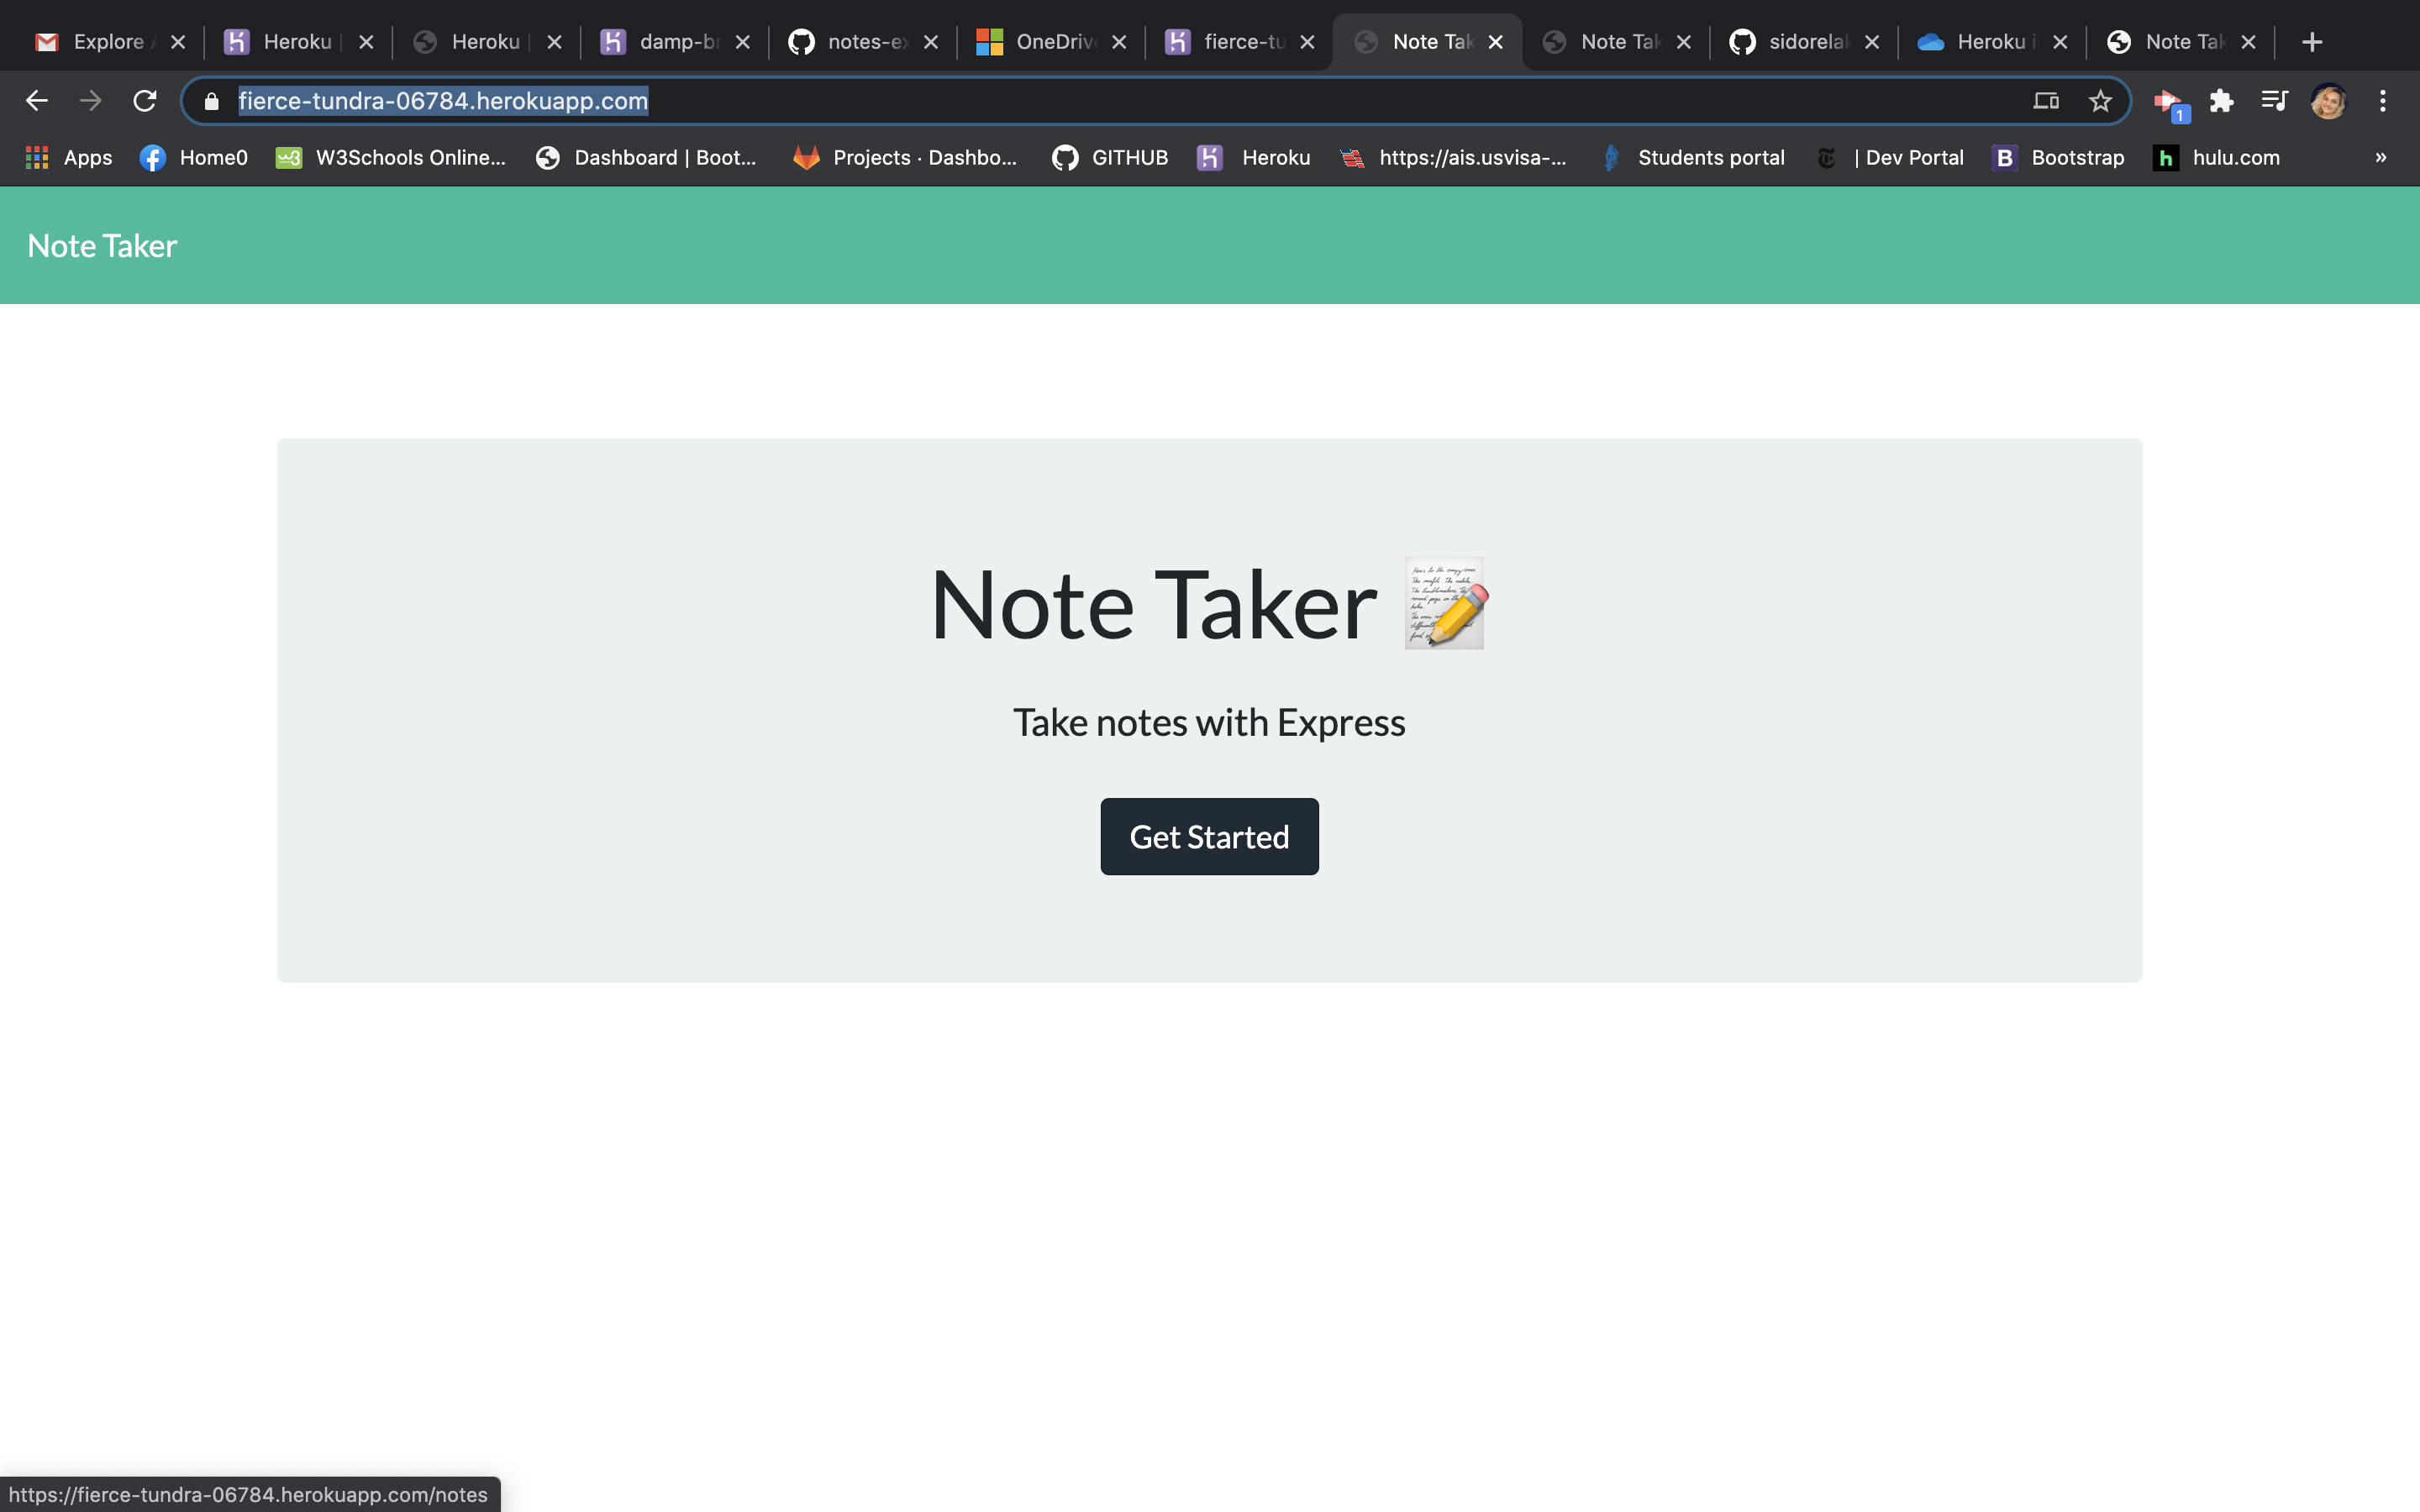 Explore Heroku Heroku damp-br notes-ex OneDrive fierce-tu Note Tak Note Tak sidorelak Heroku i Note Tak
fierce-tundra-06784.herokuapp.com
1
Apps Home0 W3Schools Online... Dashboard | Boot... Projects · Dashbo... GITHUB Heroku https://ais.usvisa-... Students portal | Dev Portal Bootstrap hulu.com »
Note Taker
Note Taker
Take notes with Express
Get Started
https://fierce-tundra-06784.herokuapp.com/notes